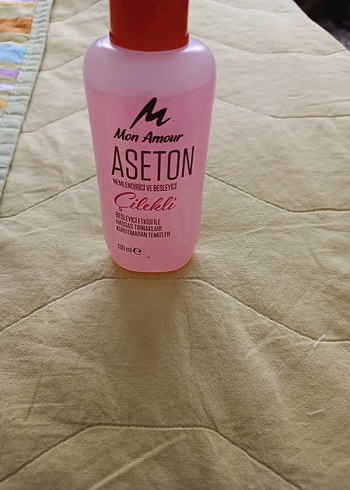 M
Mon Amour
ASETON
NEMLENDİRİCİ VE BESLEYİCİ
Çilekli
BESLEYİCİ ETKİSİ İLE
HASSAS TIRNAKLARI
KURUTMADAN TEMİZLER
130 ml ℮